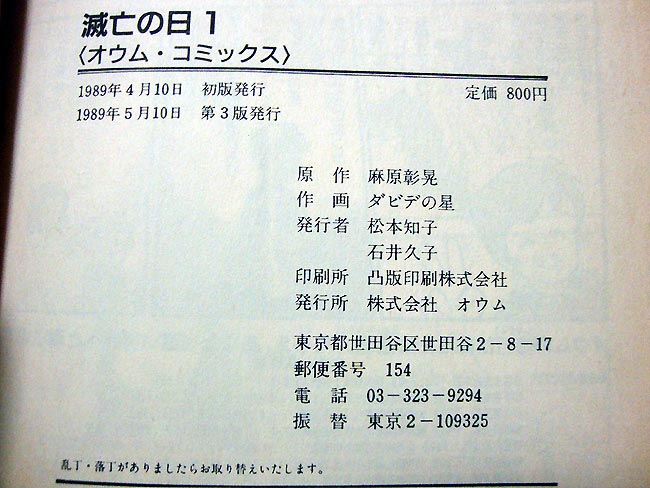 滅亡の日1
〈オウム・コミックス〉
1989年4月10日 初版発行 定価 800円
1989年5月10日 第3版発行
原作 麻原彰晃
作画 ダビデの星
発行者 松本知子
石井久子
印刷所 凸版印刷株式会社
発行所 株式会社 オウム
東京都世田谷区世田谷2-8-17
郵便番号 154
電話 03-323-9294
振替 東京2-109325
乱丁・落丁がありましたらお取り替えいたします。